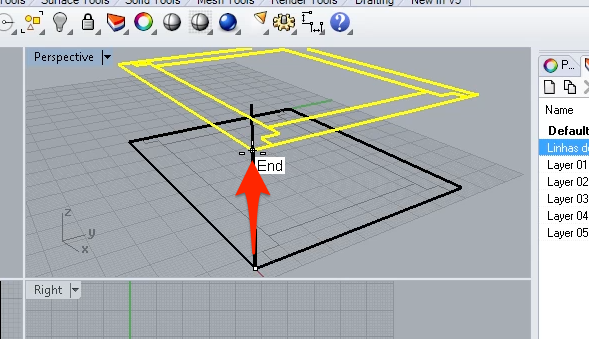 Tools Surface Tools Solid Tools Mesh Tools Render Tools Drafting New in V5
Perspective
P...
Name
Default
Linhas de
Layer 01
Layer 02
Layer 03
Layer 04
Layer 05
End
z
y
x
Right